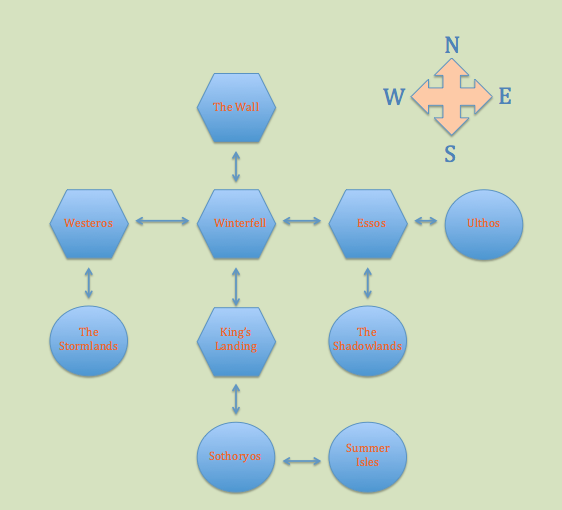 N
W
E
S
The Wall
Westeros
Winterfell
Essos
Ulthos
The
Stormlands
King's
Landing
The
Shadowlands
Sothoryos
Summer
Isles